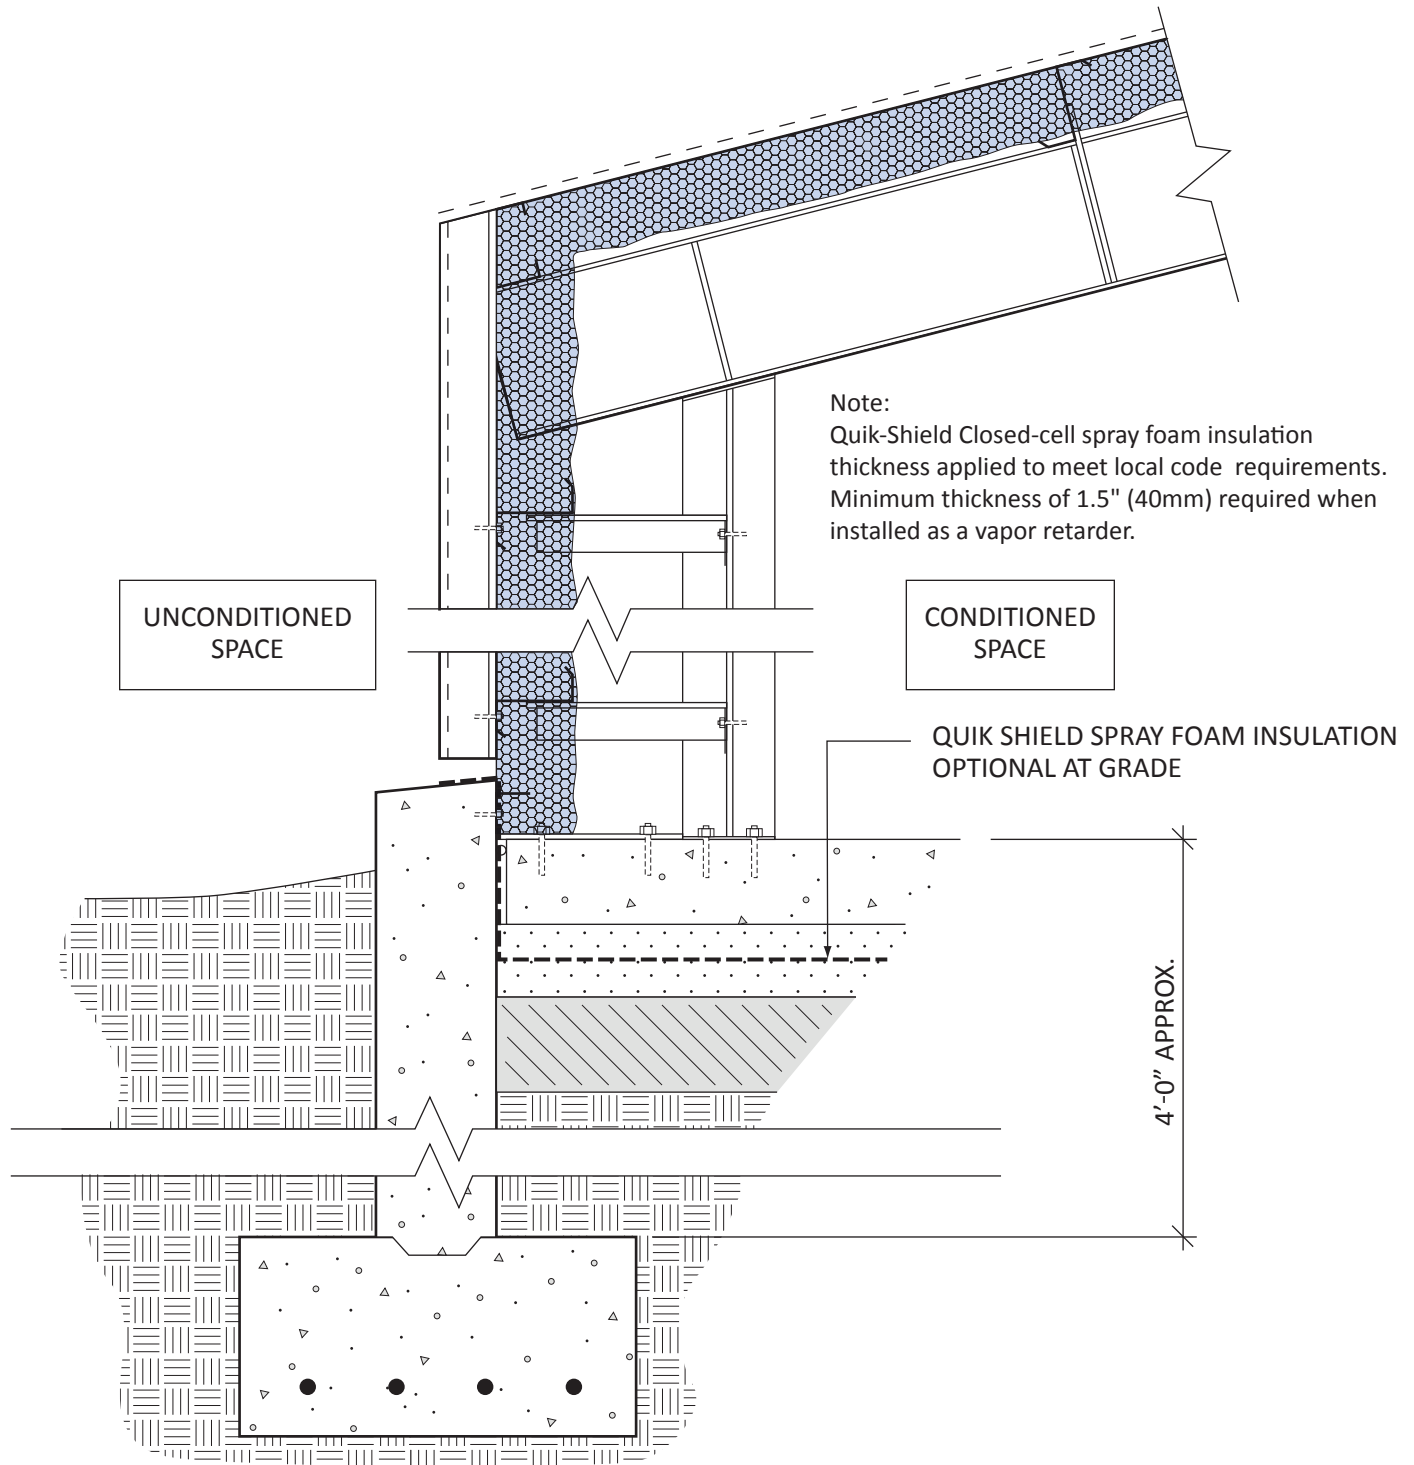 Note:
Quik-Shield Closed-cell spray foam insulation
thickness applied to meet local code requirements.
Minimum thickness of 1.5" (40mm) required when
installed as a vapor retarder.
UNCONDITIONED
SPACE
CONDITIONED
SPACE
QUIK SHIELD SPRAY FOAM INSULATION
OPTIONAL AT GRADE
4’-0” APPROX.